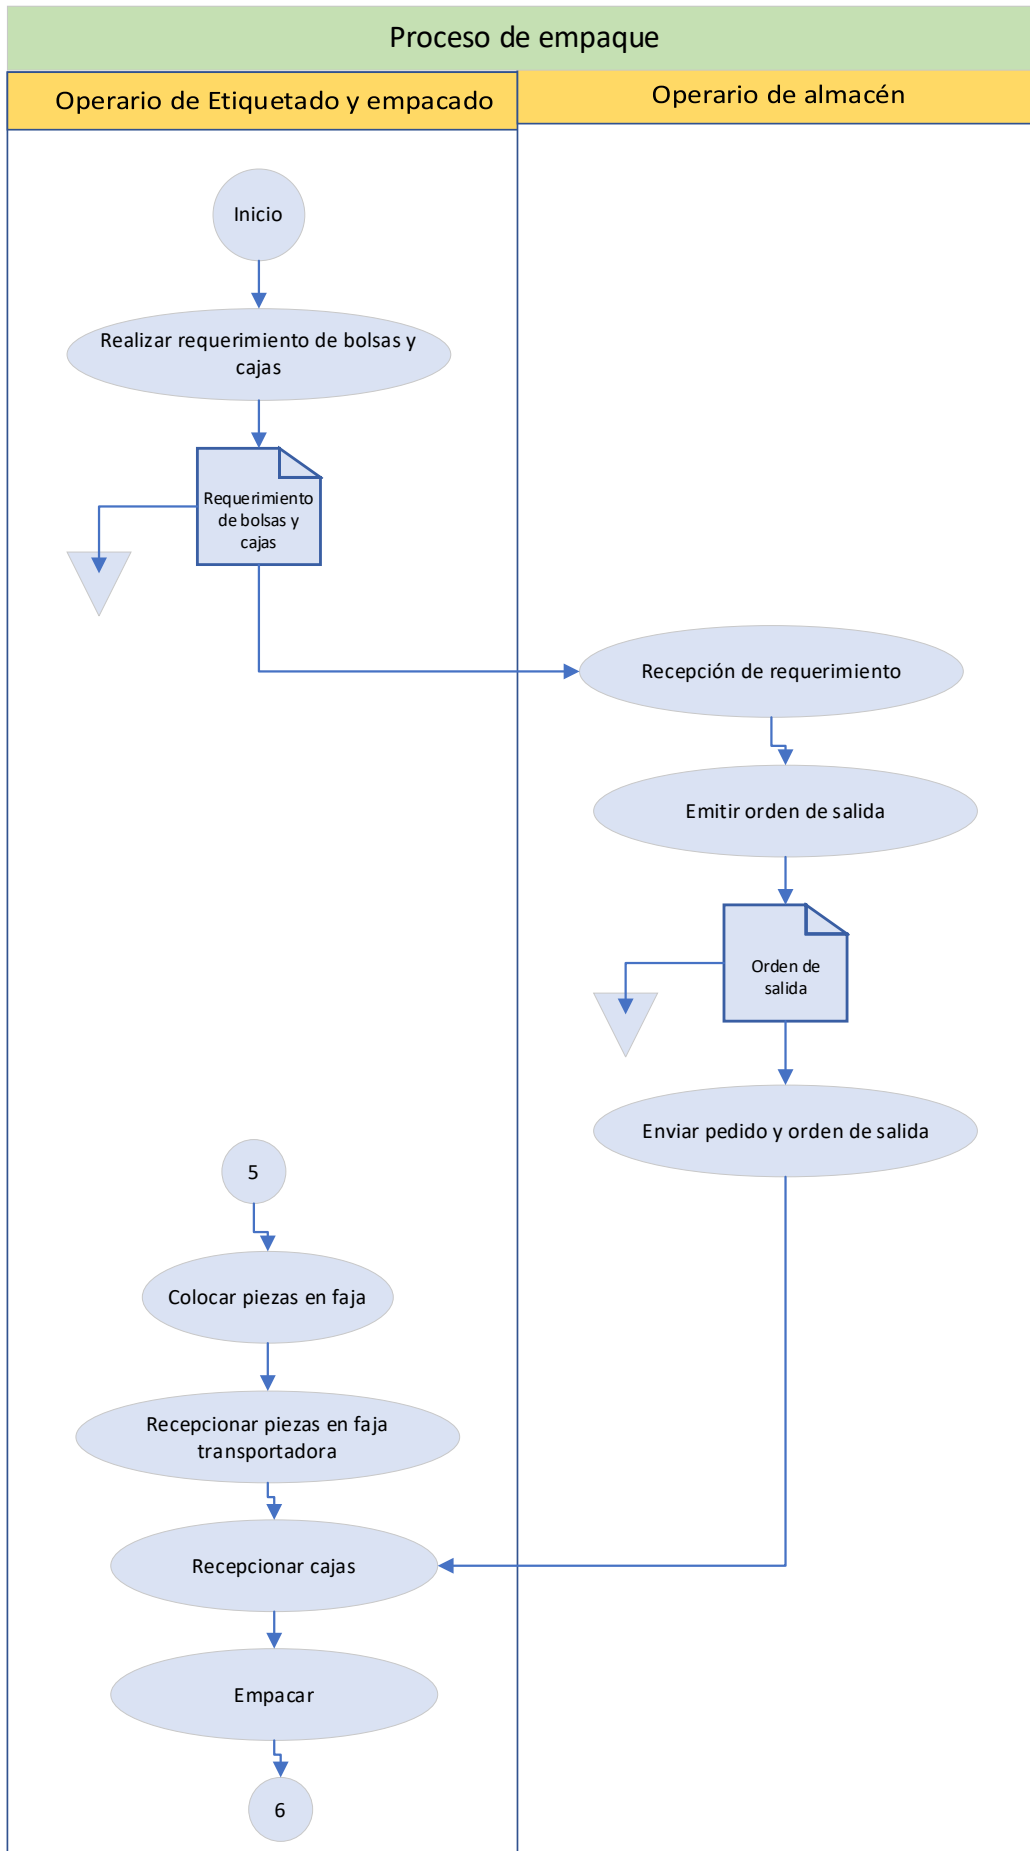 Proceso de empaque
Operario de Etiquetado y empacado
Operario de almacén
Inicio
Realizar requerimiento de bolsas y
cajas
Requerimiento
de bolsas y
cajas
Recepción de requerimiento
Emitir orden de salida
Orden de
salida
Enviar pedido y orden de salida
5
Colocar piezas en faja
Recepcionar piezas en faja
transportadora
Recepcionar cajas
Empacar
6